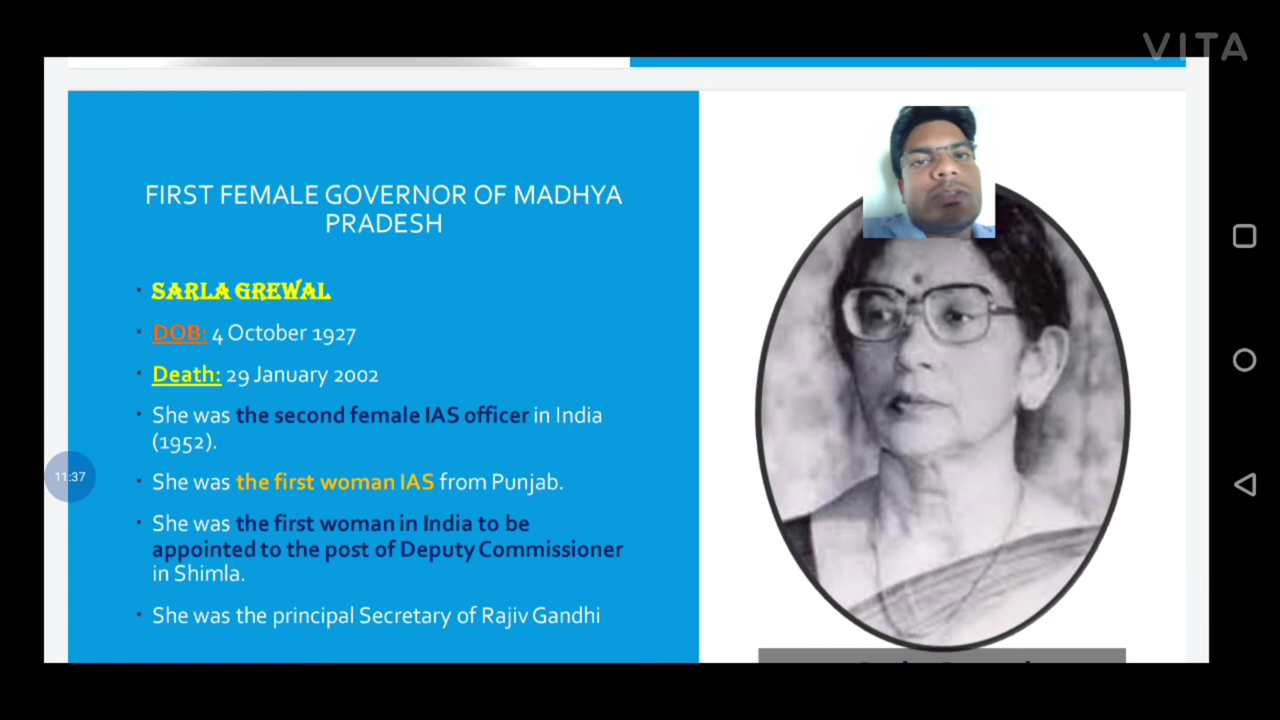 VITA
FIRST FEMALE GOVERNOR OF MADHYA
PRADESH
• SARLA GREWAL
• DOB: 4 October 1927
• Death: 29 January 2002
• She was the second female IAS officer in India
(1952).
11:37
• She was the first woman IAS from Punjab.
• She was the first woman in India to be
appointed to the post of Deputy Commissioner
in Shimla.
• She was the principal Secretary of Rajiv Gandhi